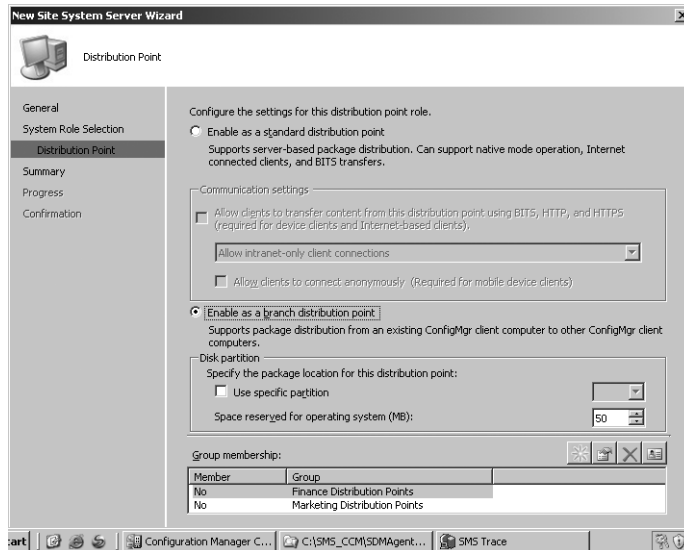 New Site System Server Wizard
Distribution Point
General
System Role Selection
Distribution Point
Summary
Progress
Confirmation
Configure the settings for this distribution point role.
Enable as a standard distribution point
Supports server-based package distribution. Can support native mode operation, Internet
connected clients, and BITS transfers.
Communication settings
Allow clients to transfer content from this distribution point using BITS, HTTP, and HTTPS
(required for device clients and Internet-based clients).
Allow intranet-only client connections
Allow clients to connect anonymously (Required for mobile device clients)
Enable as a branch distribution point
Supports package distribution from an existing ConfigMgr client computer to other ConfigMgr client
computers.
Disk partition
Specify the package location for this distribution point:
Use specific partition
Space reserved for operating system (MB):
50
Group membership:
Member Group
No Finance Distribution Points
No Marketing Distribution Points
tart Configuration Manager C... C:\SMS_CCM\SDMAgent... SMS Trace